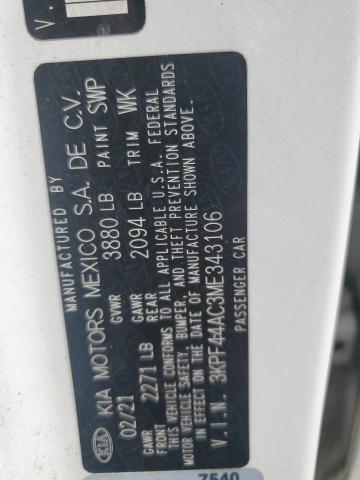 MANUFACTURED BY
KIA KIA MOTORS MEXICO S.A. DE C.V.
02/21 GVWR 3880 LB PAINT SWP
GAWR FRONT 2271 LB GAWR REAR 2094 LB TRIM WK
THIS VEHICLE CONFORMS TO ALL APPLICABLE U.S.A. FEDERAL
MOTOR VEHICLE SAFETY, BUMPER, AND THEFT PREVENTION STANDARDS
IN EFFECT ON THE DATE OF MANUFACTURE SHOWN ABOVE.
V.I.N. 3KPF44AC3ME343106
PASSENGER CAR
V.
7540